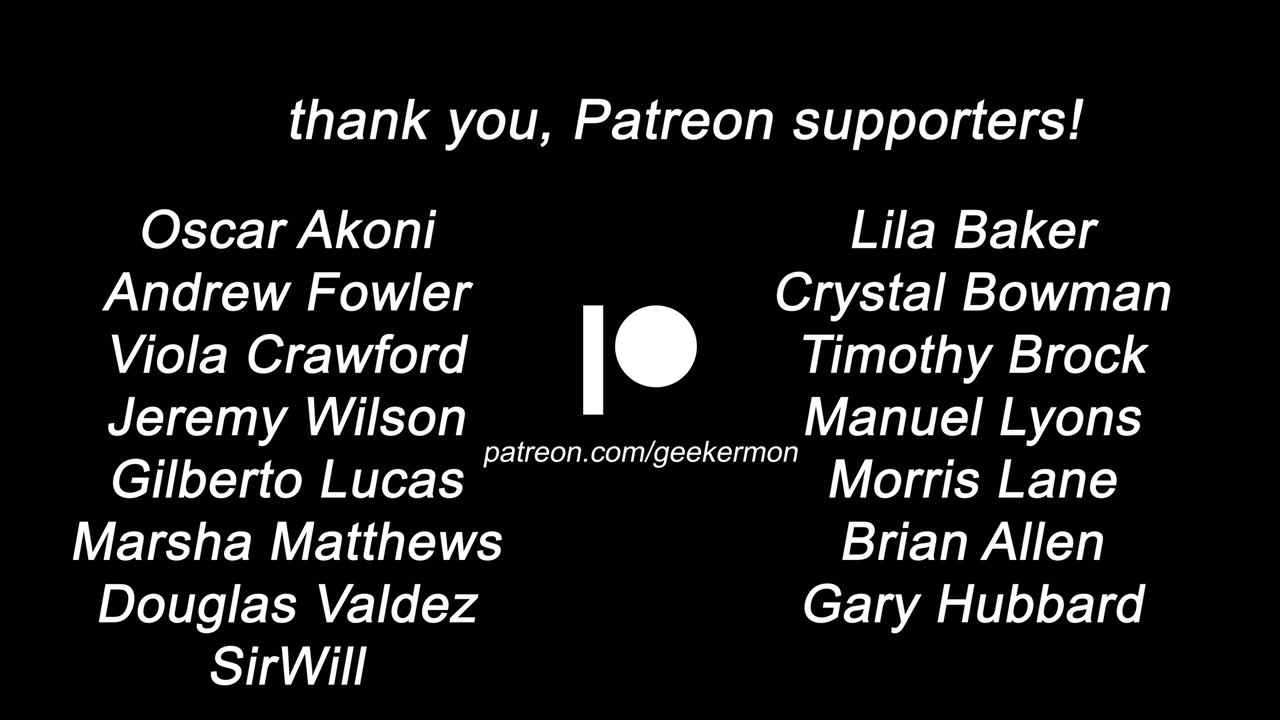 thank you, Patreon supporters!
Oscar Akoni
Andrew Fowler
Viola Crawford
Jeremy Wilson
Gilberto Lucas
Marsha Matthews
Douglas Valdez
SirWill
patreon.com/geekermon
Lila Baker
Crystal Bowman
Timothy Brock
Manuel Lyons
Morris Lane
Brian Allen
Gary Hubbard